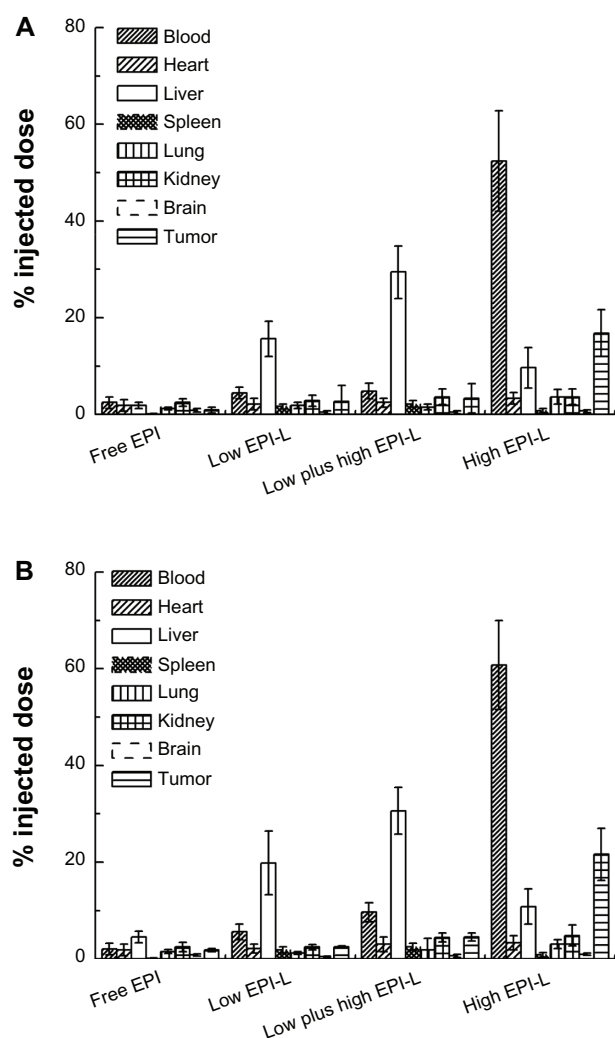 A
80
60
40
20
0
% injected dose
Blood
Heart
Liver
Spleen
Lung
Kidney
Brain
Tumor
Free EPI
Low EPI-L
Low plus high EPI-L
High EPI-L
B
80
60
40
20
0
% injected dose
Blood
Heart
Liver
Spleen
Lung
Kidney
Brain
Tumor
Free EPI
Low EPI-L
Low plus high EPI-L
High EPI-L